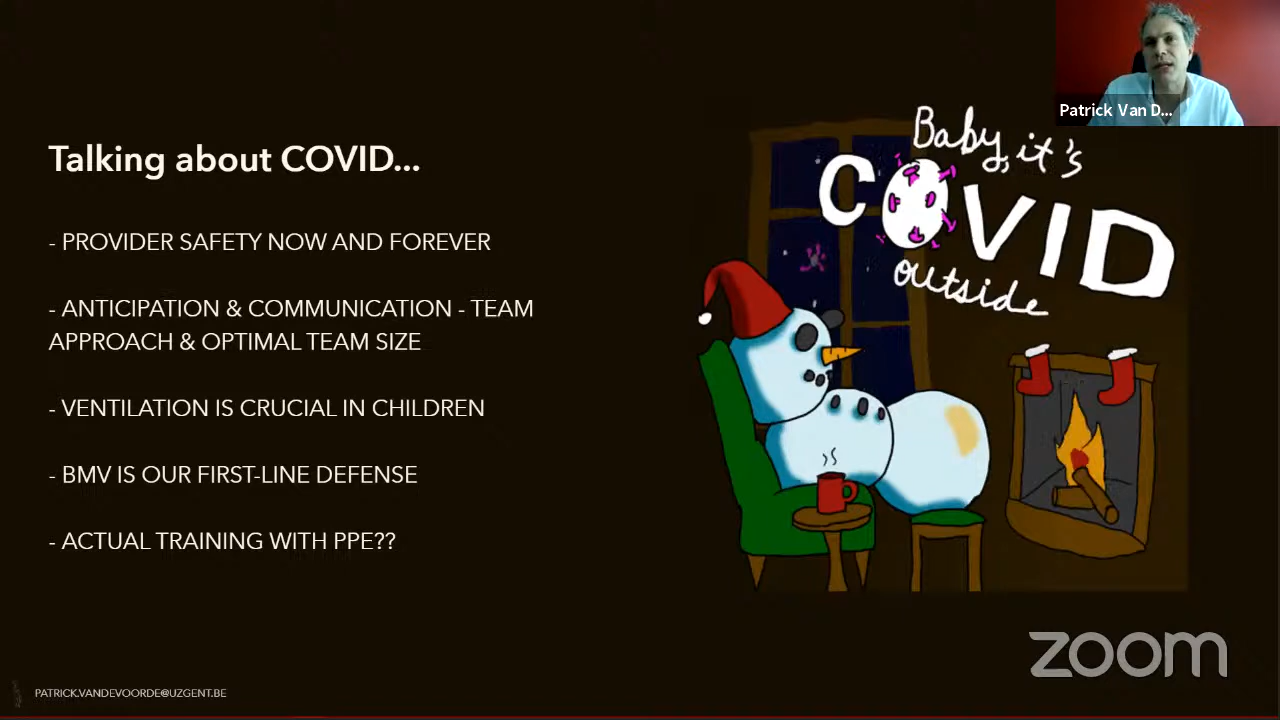 Patrick Van D...
Talking about COVID...
- PROVIDER SAFETY NOW AND FOREVER
- ANTICIPATION & COMMUNICATION - TEAM
APPROACH & OPTIMAL TEAM SIZE
- VENTILATION IS CRUCIAL IN CHILDREN
- BMV IS OUR FIRST-LINE DEFENSE
- ACTUAL TRAINING WITH PPE??
Baby, it's
COVID
outside
zoom
PATRICK.VANDEVOORDE@UZGENT.BE